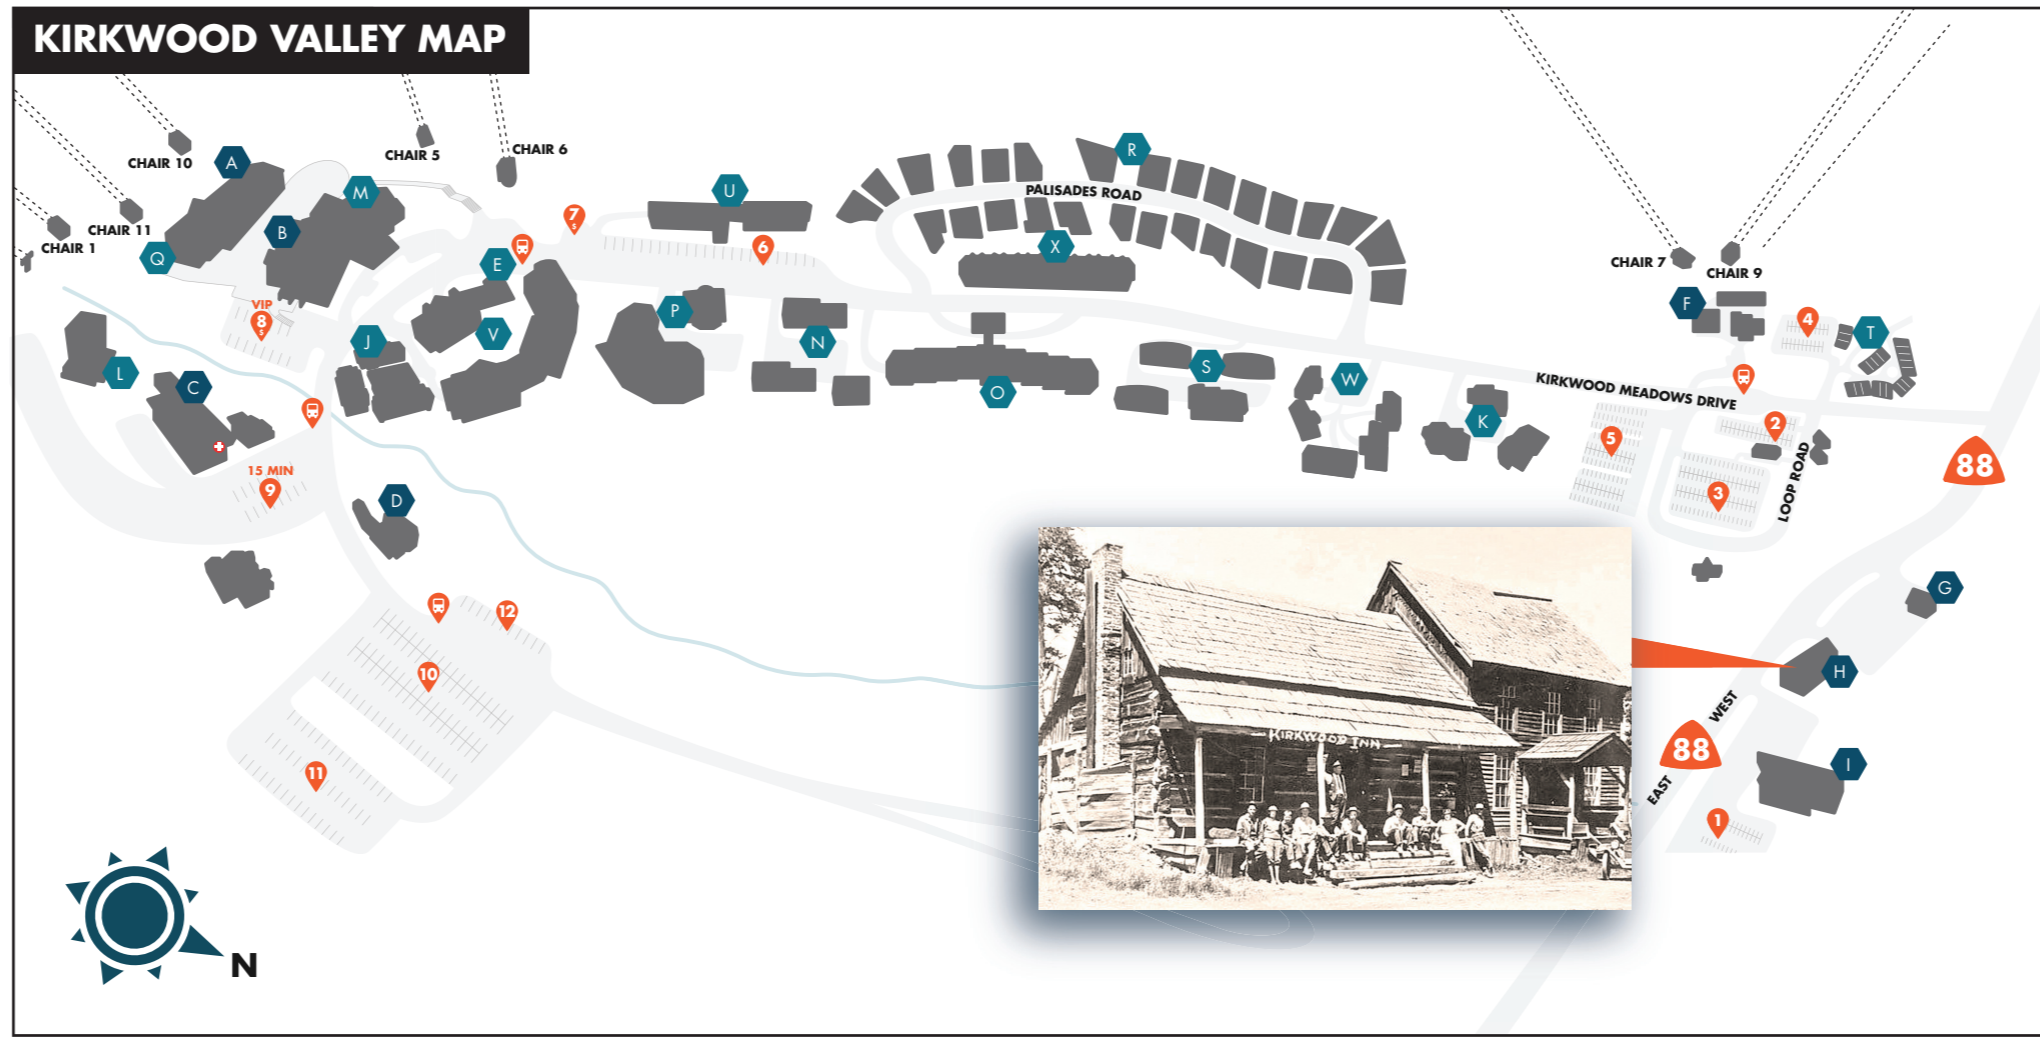 KIRKWOOD VALLEY MAP
CHAIR 10
A
CHAIR 5
CHAIR 6
M
CHAIR 11
CHAIR 1
B
Q
E
7
$
U
6
R
PALISADES ROAD
X
CHAIR 7
CHAIR 9
F
4
T
VIP
8
$
J
V
P
N
O
S
W
K
L
C
KIRKWOOD MEADOWS DRIVE
5
2
3
LOOP ROAD
88
15 MIN
9
D
12
10
11
KIRKWOOD INN
G
H
WEST
88
EAST
I
1
N